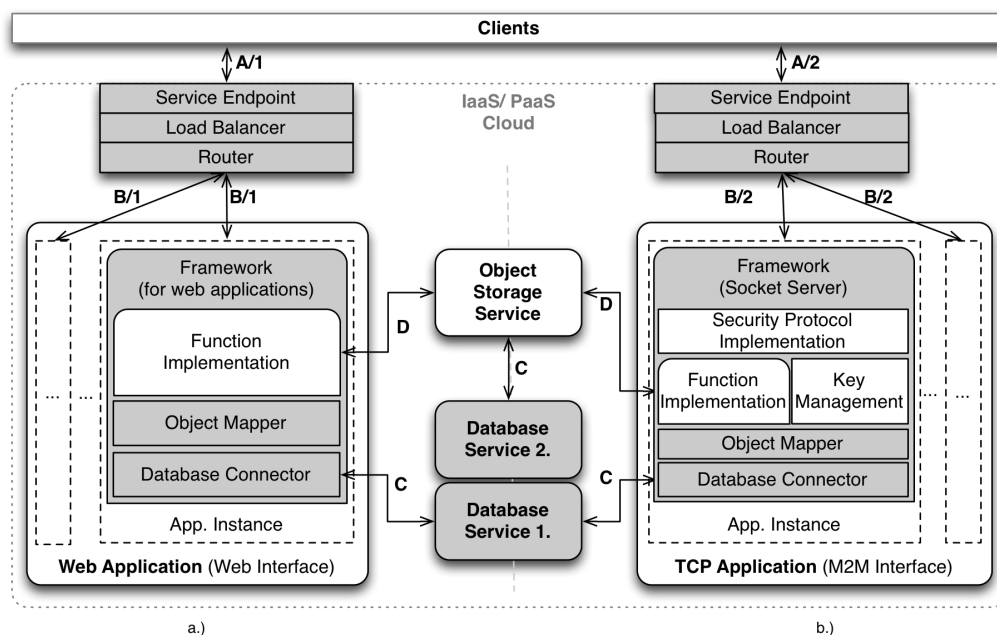 Clients
A/1
A/2
Service Endpoint
Load Balancer
Router
IaaS/ PaaS
Cloud
Service Endpoint
Load Balancer
Router
B/1
B/1
B/2
B/2
Framework
(for web applications)
Function
Implementation
Object Mapper
Database Connector
...
...
App. Instance
Web Application (Web Interface)
D
C
Object
Storage
Service
C
Database
Service 2.
Database
Service 1.
D
C
Framework
(Socket Server)
Security Protocol
Implementation
Function
Implementation
Key
Management
Object Mapper
Database Connector
...
...
App. Instance
TCP Application (M2M Interface)
a.)
b.)